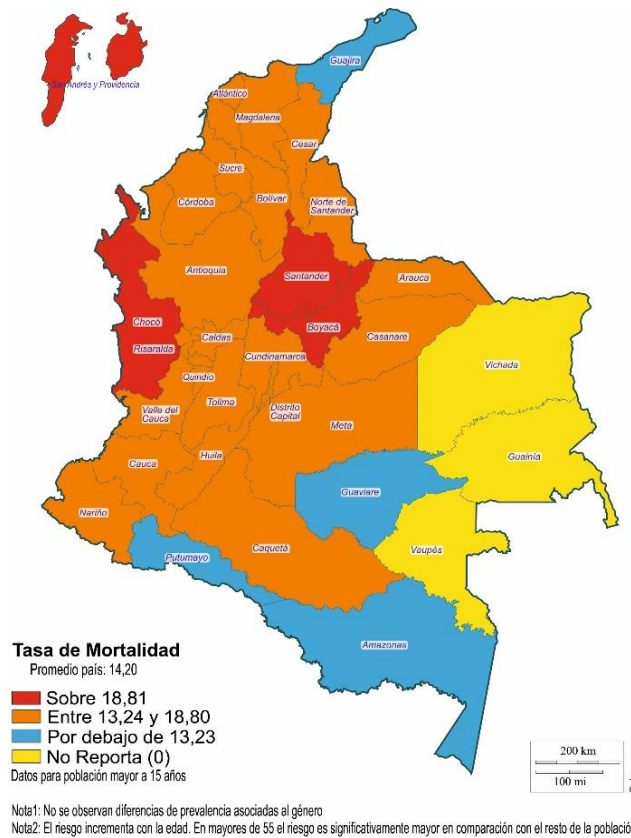 Guajira
San Andrés y Providencia
Atlántico
Magdalena
Cesar
Sucre
Córdoba
Bolívar
Norte de
Santander
Antioquia
Santander
Arauca
Chocó
Boyacá
Risaralda
Caldas
Casanare
Cundinamarca
Vichada
Quindío
Tolima
Valle del
Cauca
Distrito
Capital
Meta
Huila
Guainía
Cauca
Guaviare
Nariño
Caquetá
Vaupés
Putumayo
Amazonas
Tasa de Mortalidad
Promedio país: 14,20
Sobre 18,81
Entre 13,24 y 18,80
Por debajo de 13,23
No Reporta (0)
Datos para población mayor a 15 años
200 km
100 mi
Nota1: No se observan diferencias de prevalencia asociadas al género
Nota2: El riesgo incrementa con la edad. En mayores de 55 el riesgo es significativamente mayor en comparación con el resto de la població